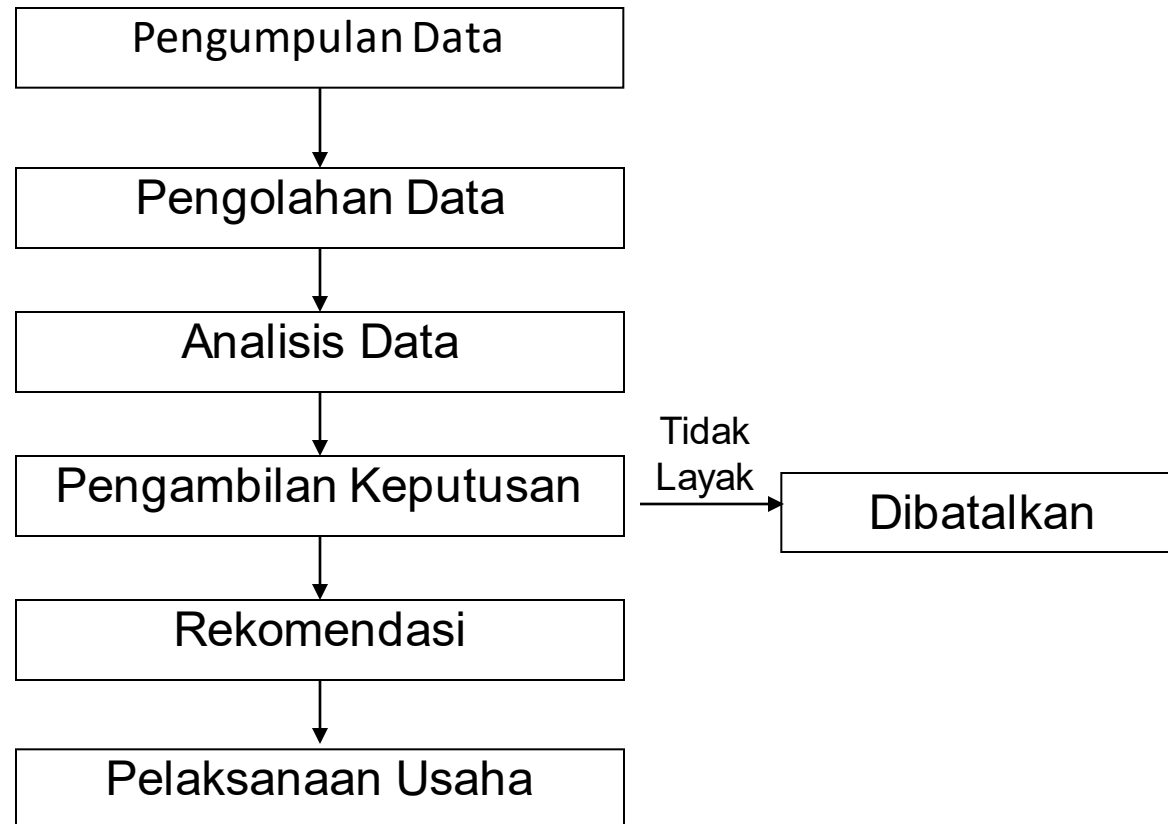 Pengumpulan Data
Pengolahan Data
Analisis Data
Pengambilan Keputusan
Tidak
Layak
Dibatalkan
Rekomendasi
Pelaksanaan Usaha